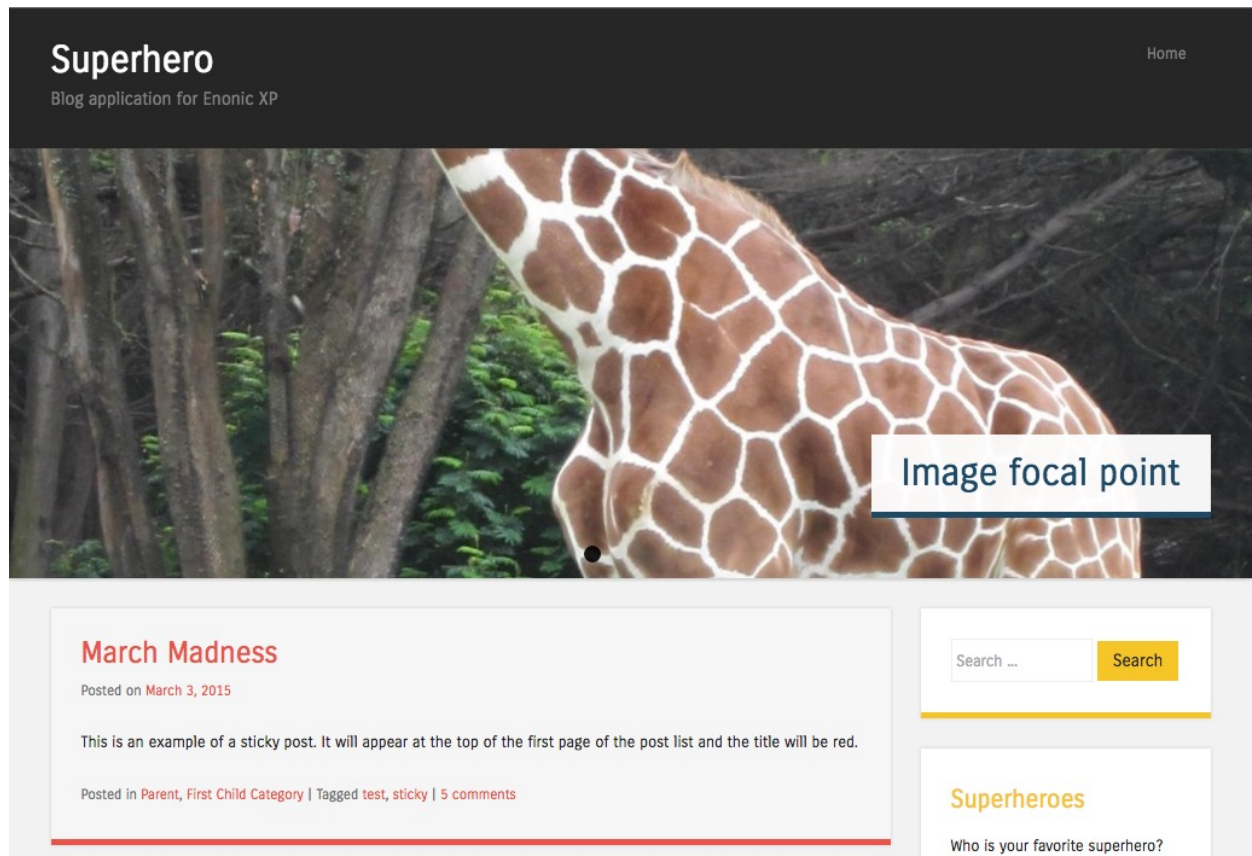 Superhero
Home
Blog application for Enonic XP
Image focal point
March Madness
Posted on March 3, 2015
This is an example of a sticky post. It will appear at the top of the first page of the post list and the title will be red.
Posted in Parent, First Child Category | Tagged test, sticky | 5 comments
Search ...
Search
Superheroes
Who is your favorite superhero?